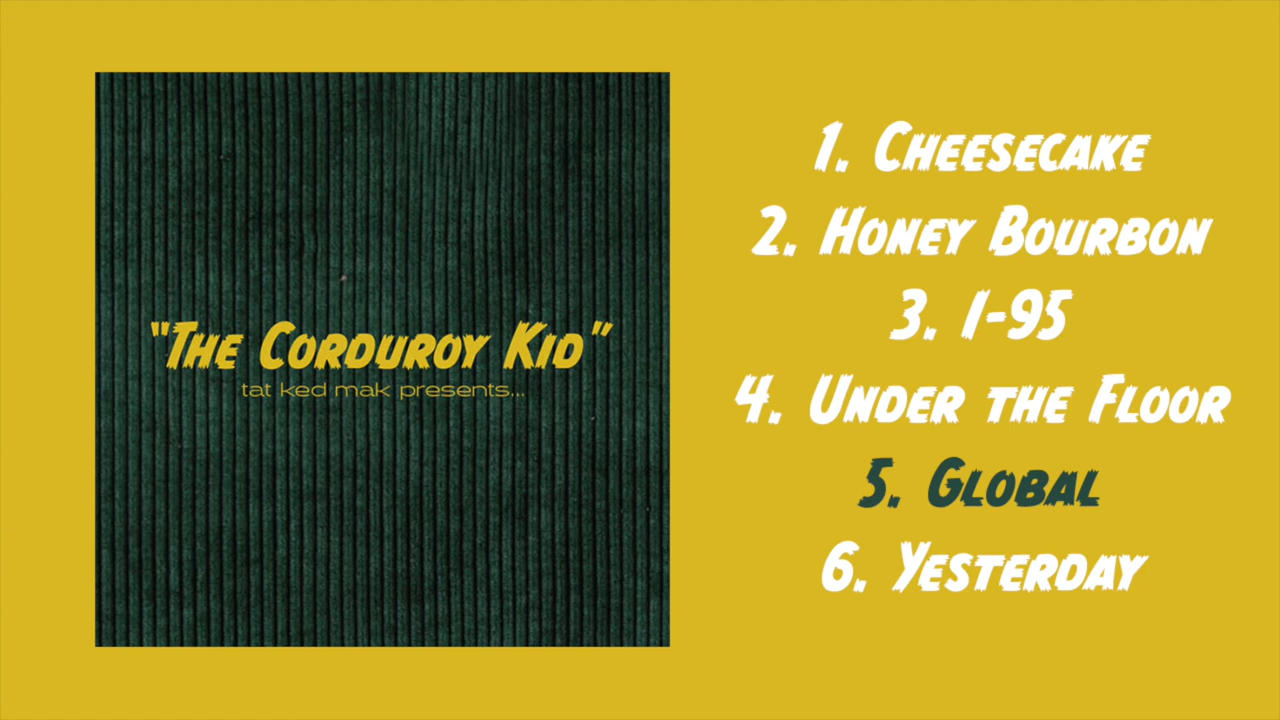 "The Corduroy Kid"
tat ked mak presents...
1. Cheesecake
2. Honey Bourbon
3. I-95
4. Under the Floor
5. Global
6. Yesterday